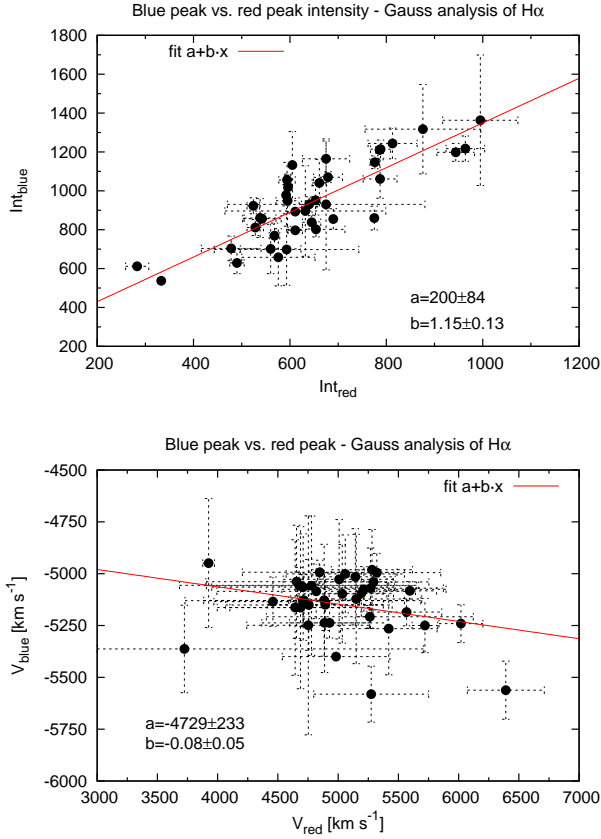 Blue peak vs. red peak intensity - Gauss analysis of Hα
1800
1600
1400
1200
1000
800
600
400
200
Int_blue
fit a+b·x
a=200±84
b=1.15±0.13
200 400 600 800 1000 1200
Int_red
Blue peak vs. red peak - Gauss analysis of Hα
-4500
-4750
-5000
-5250
-5500
-5750
-6000
V_blue [km s⁻¹]
fit a+b·x
a=-4729±233
b=-0.08±0.05
3000 3500 4000 4500 5000 5500 6000 6500 7000
V_red [km s⁻¹]